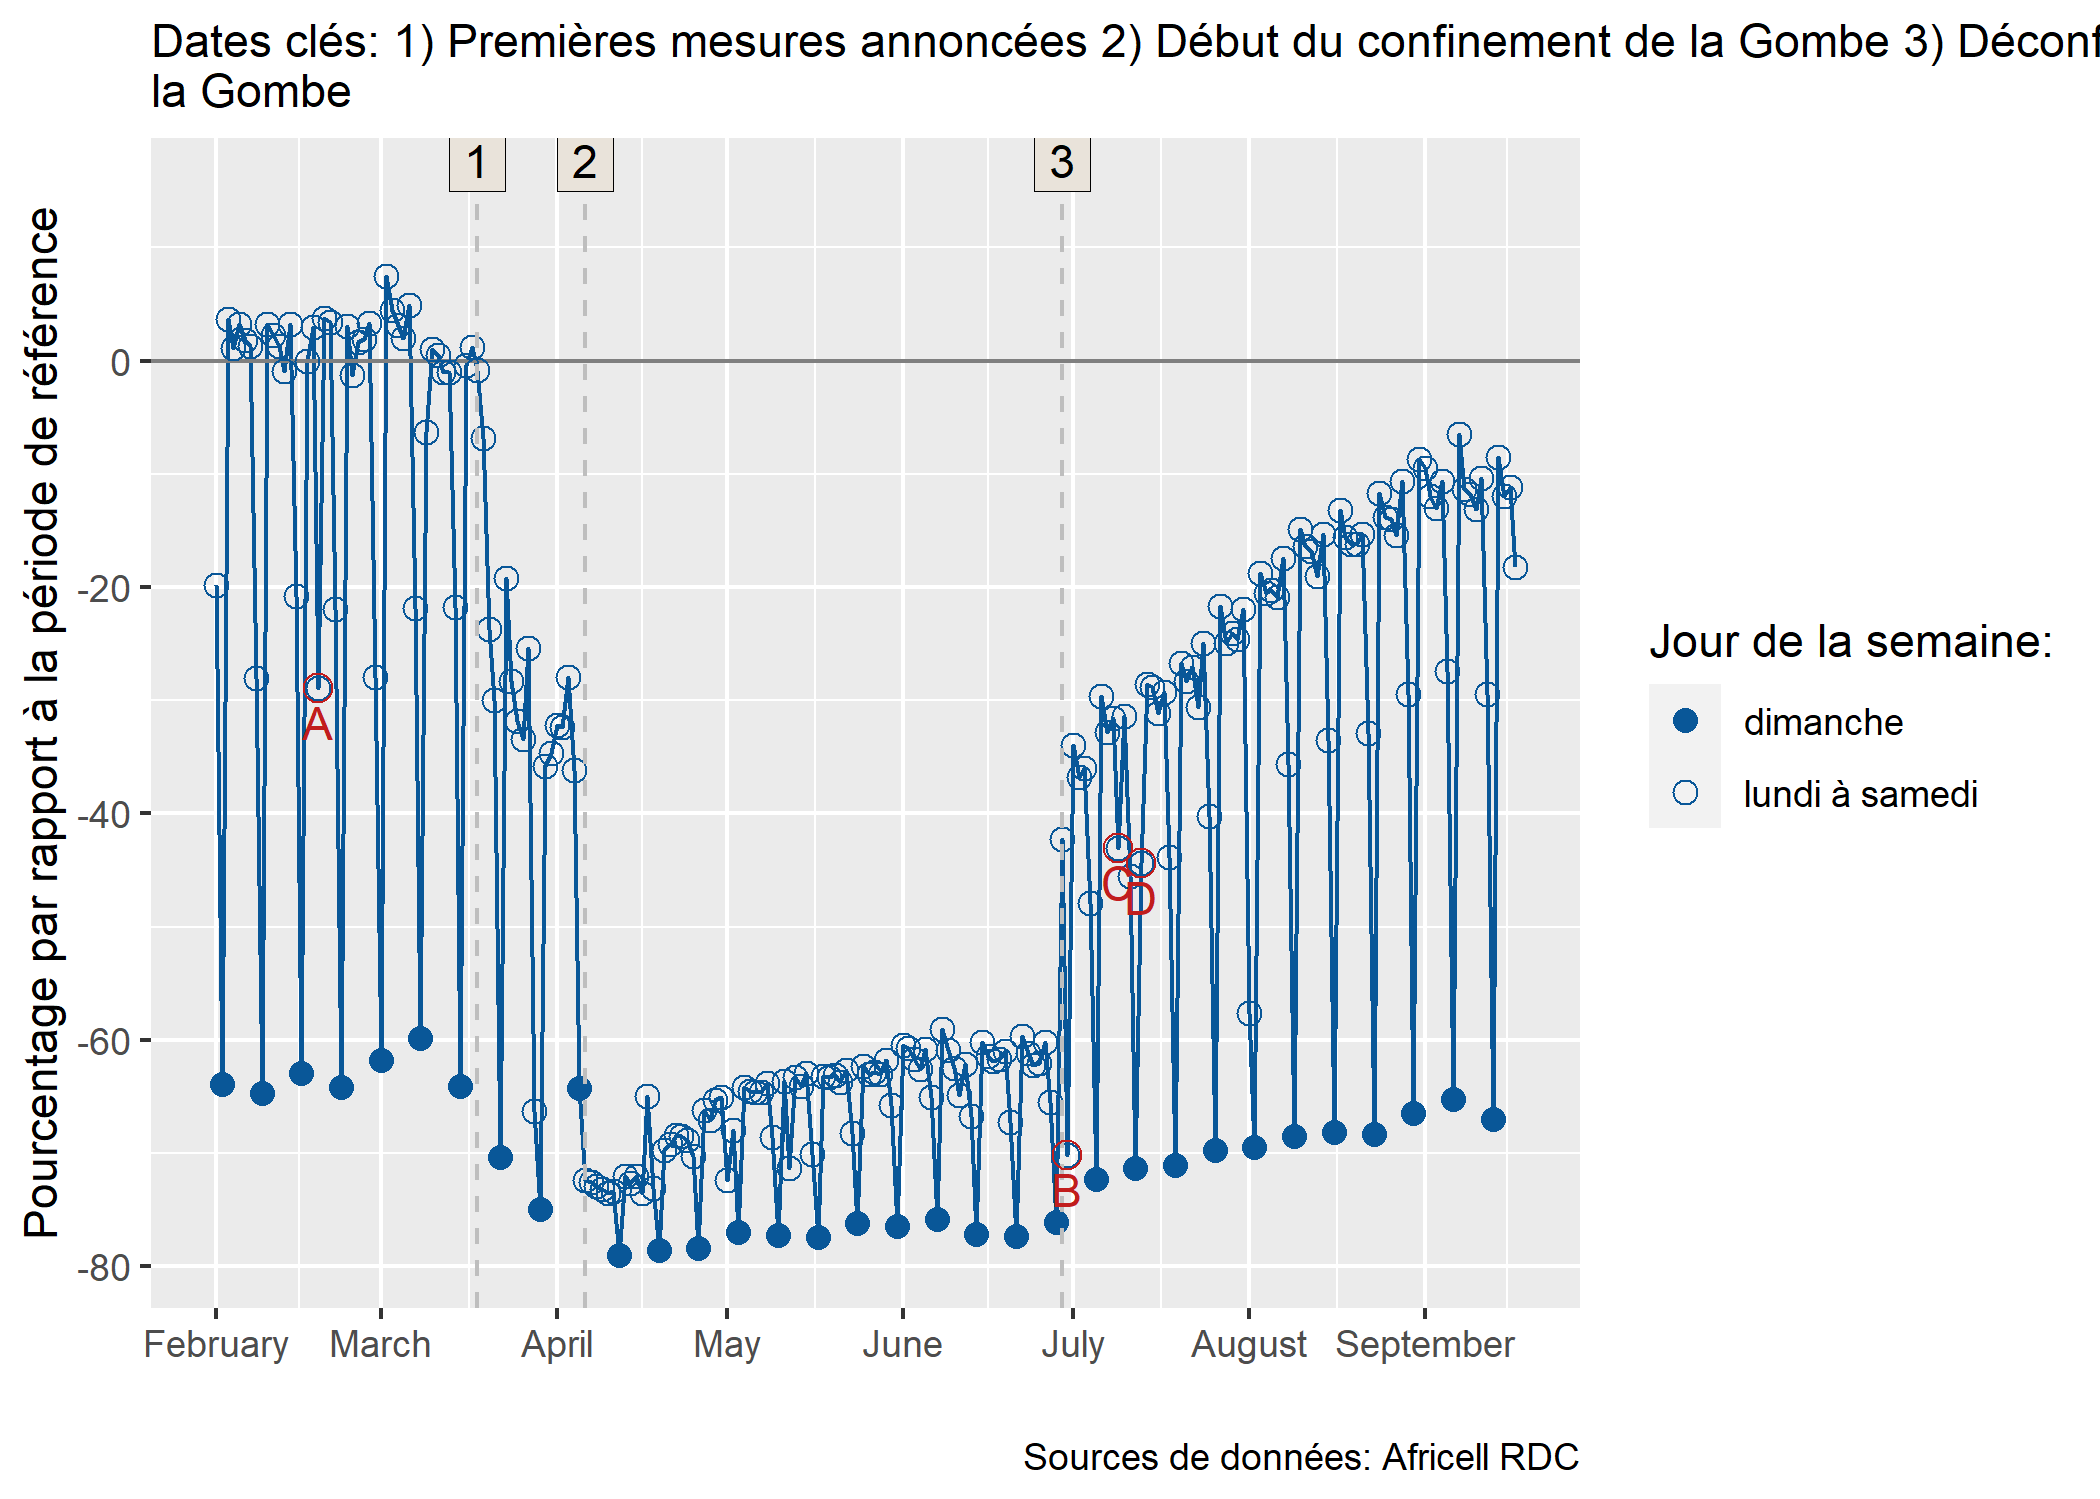 Dates clés: 1) Premières mesures annoncées 2) Début du confinement de la Gombe 3) Déconf
la Gombe
1 2 3
Pourcentage par rapport à la période de référence
0
-20
-40
-60
-80
A
B
C
D
February March April May June July August September
Jour de la semaine:
dimanche
lundi à samedi
Sources de données: Africell RDC